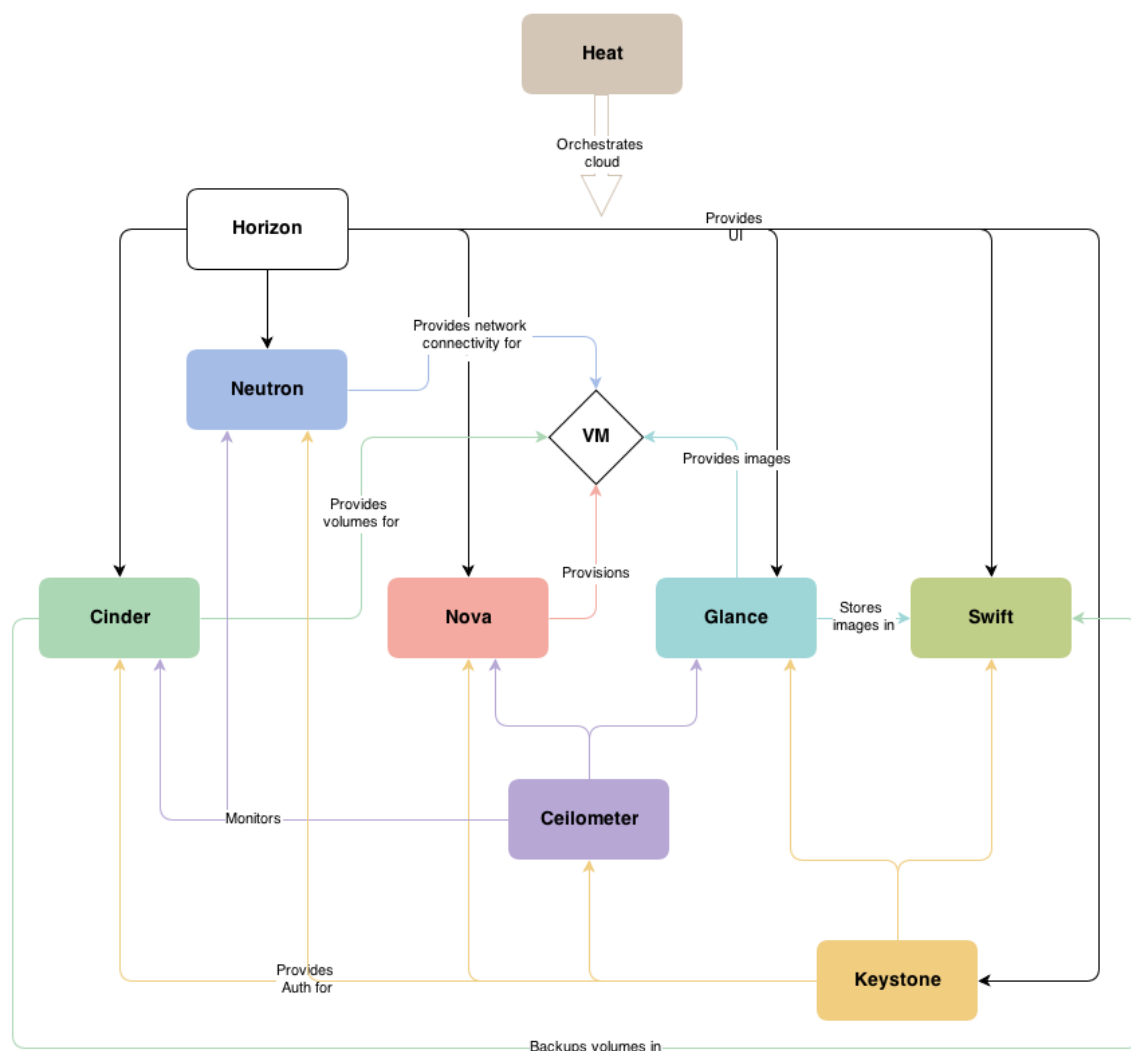 Heat
Orchestrates
cloud
Horizon
Provides
UI
Provides network
connectivity for
Neutron
VM
Provides images
Provides
volumes for
Provisions
Cinder
Nova
Glance
Stores
images in
Swift
Monitors
Ceilometer
Provides
Auth for
Keystone
Backups volumes in